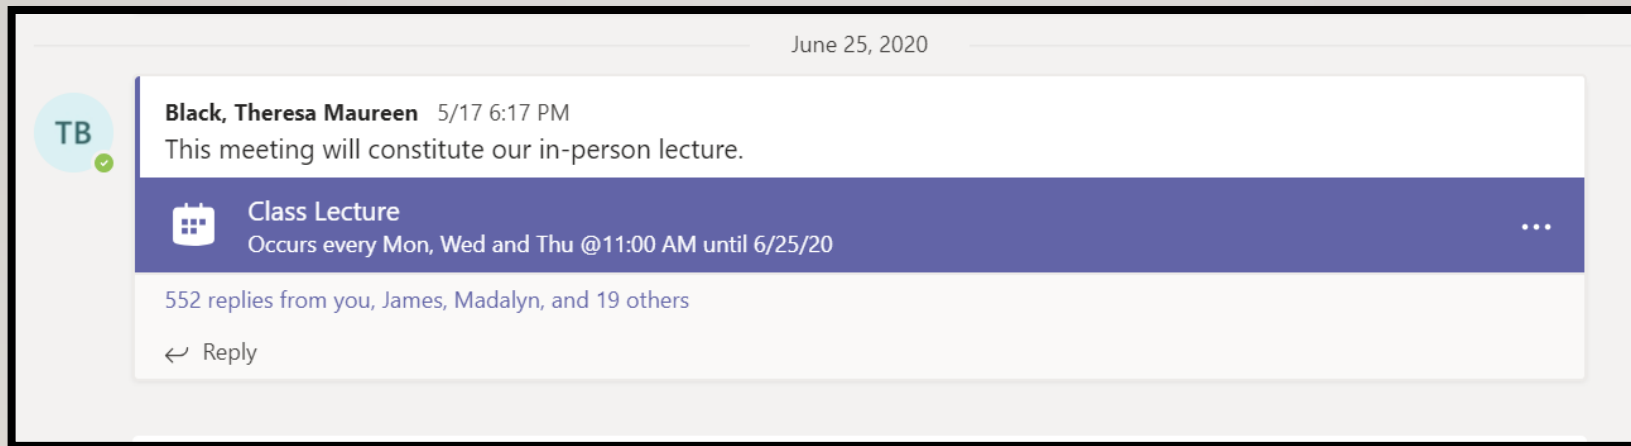 June 25, 2020
TB
Black, Theresa Maureen 5/17 6:17 PM
This meeting will constitute our in-person lecture.
Class Lecture
Occurs every Mon, Wed and Thu @11:00 AM until 6/25/20
552 replies from you, James, Madalyn, and 19 others
Reply